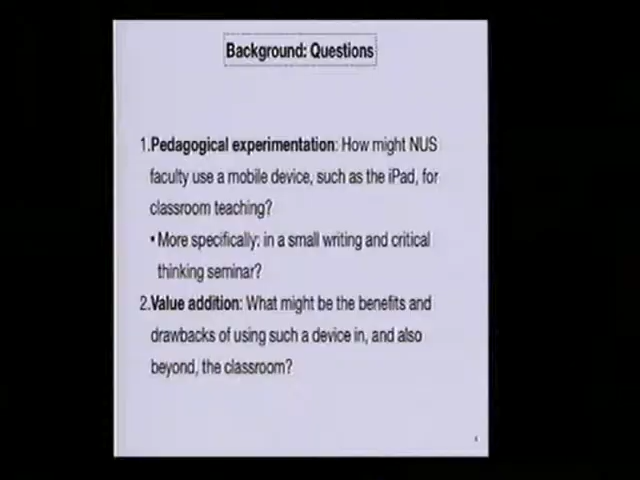 Background: Questions
1.Pedagogical experimentation: How might NUS
faculty use a mobile device, such as the iPad, for
classroom teaching?
• More specifically: in a small writing and critical
thinking seminar?
2.Value addition: What might be the benefits and
drawbacks of using such a device in, and also
beyond, the classroom?